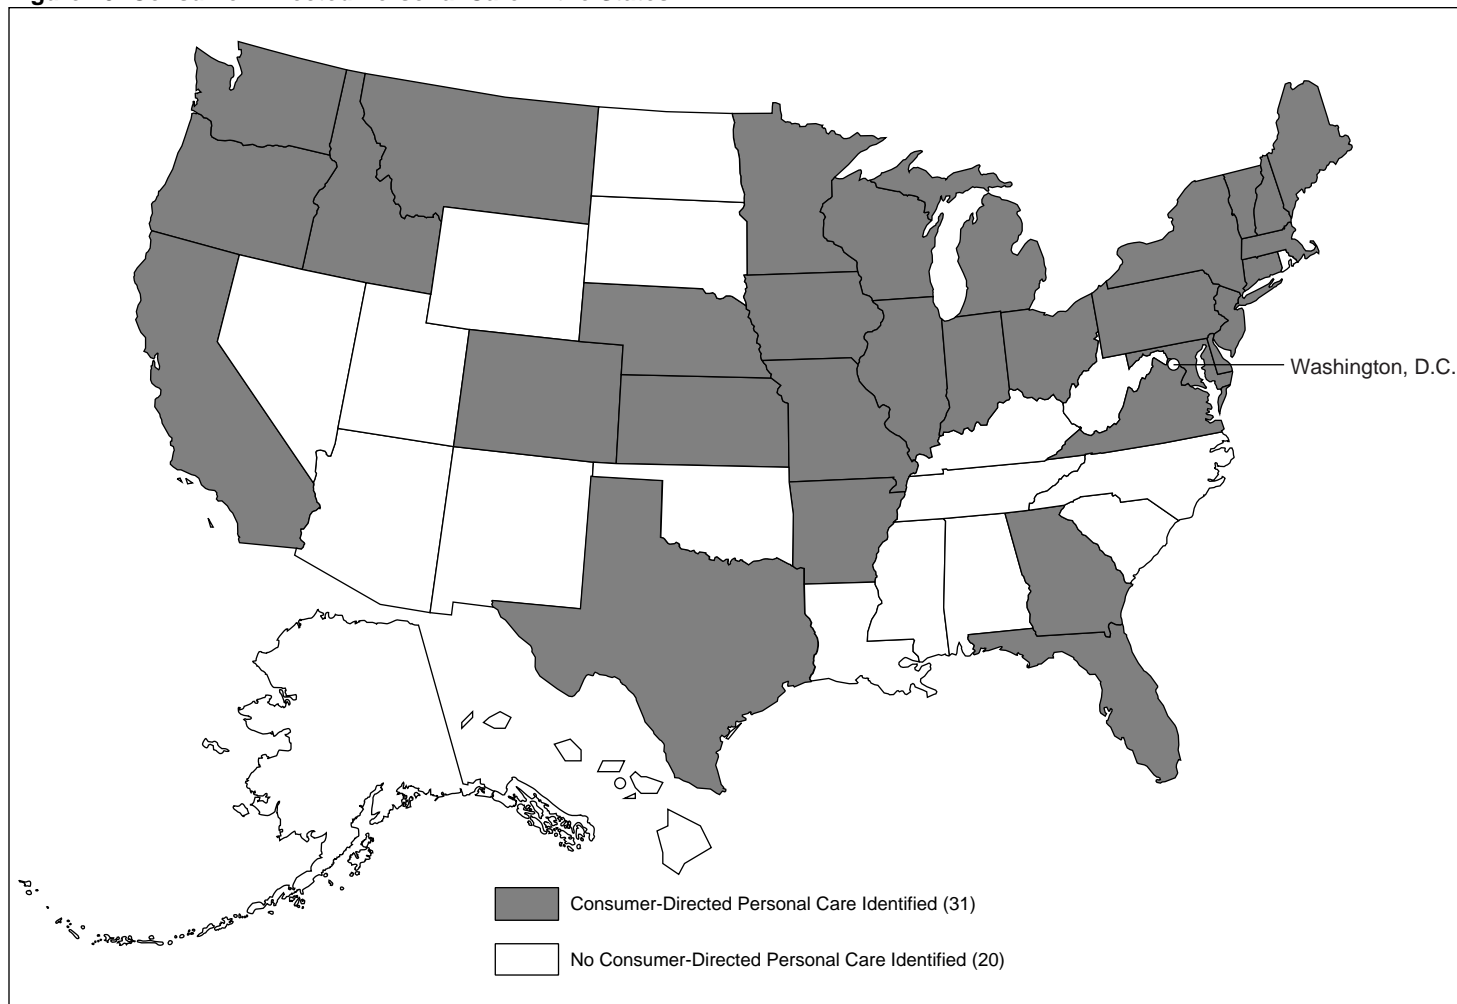 Washington, D.C.
Consumer-Directed Personal Care Identified (31)
No Consumer-Directed Personal Care Identified (20)